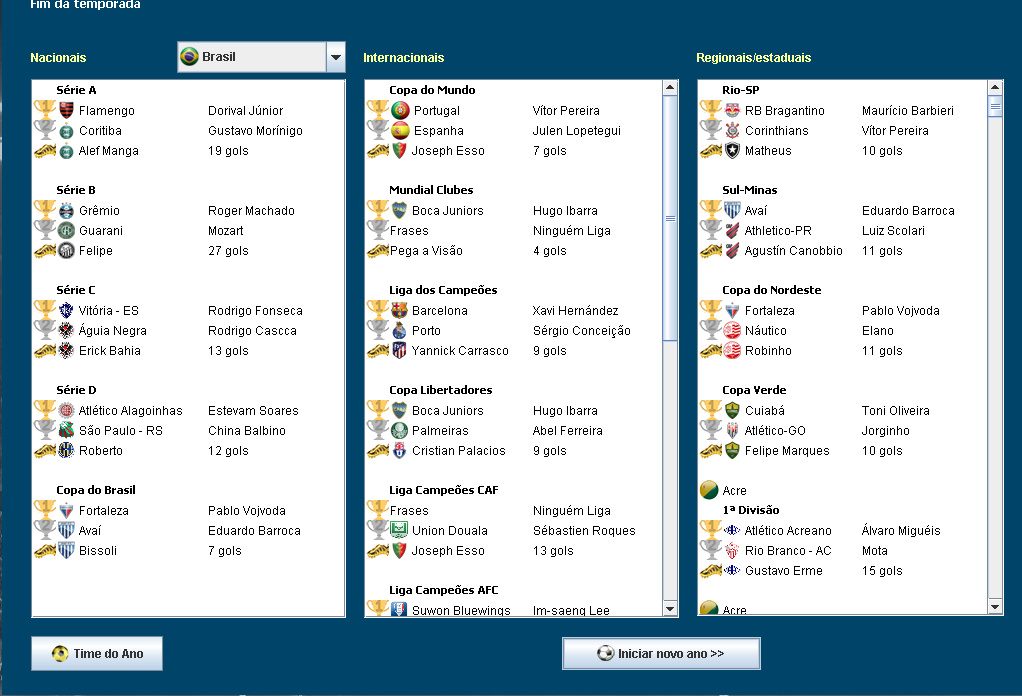 Fim da temporada
Nacionais
Brasil
Internacionais
Regionais/estaduais
Série A
Flamengo Dorival Júnior
Coritiba Gustavo Morínigo
Alef Manga 19 gols
Série B
Grêmio Roger Machado
Guarani Mozart
Felipe 27 gols
Série C
Vitória - ES Rodrigo Fonseca
Águia Negra Rodrigo Cascca
Erick Bahia 13 gols
Série D
Atlético Alagoinhas Estevam Soares
São Paulo - RS China Balbino
Roberto 12 gols
Copa do Brasil
Fortaleza Pablo Vojvoda
Avaí Eduardo Barroca
Bissoli 7 gols
Copa do Mundo
Portugal Vítor Pereira
Espanha Julen Lopetegui
Joseph Esso 7 gols
Mundial Clubes
Boca Juniors Hugo Ibarra
Frases Ninguém Liga
Pega a Visão 4 gols
Liga dos Campeões
Barcelona Xavi Hernández
Porto Sérgio Conceição
Yannick Carrasco 9 gols
Copa Libertadores
Boca Juniors Hugo Ibarra
Palmeiras Abel Ferreira
Cristian Palacios 9 gols
Liga Campeões CAF
Frases Ninguém Liga
Union Douala Sébastien Roques
Joseph Esso 13 gols
Liga Campeões AFC
Suwon Bluewings Im-saeng Lee
Rio-SP
RB Bragantino Maurício Barbieri
Corinthians Vítor Pereira
Matheus 10 gols
Sul-Minas
Avaí Eduardo Barroca
Athletico-PR Luiz Scolari
Agustín Canobbio 11 gols
Copa do Nordeste
Fortaleza Pablo Vojvoda
Náutico Elano
Robinho 11 gols
Copa Verde
Cuiabá Toni Oliveira
Atlético-GO Jorginho
Felipe Marques 10 gols
Acre
1ª Divisão
Atlético Acreano Álvaro Miguéis
Rio Branco - AC Mota
Gustavo Erme 15 gols
Acre
Time do Ano
Iniciar novo ano >>